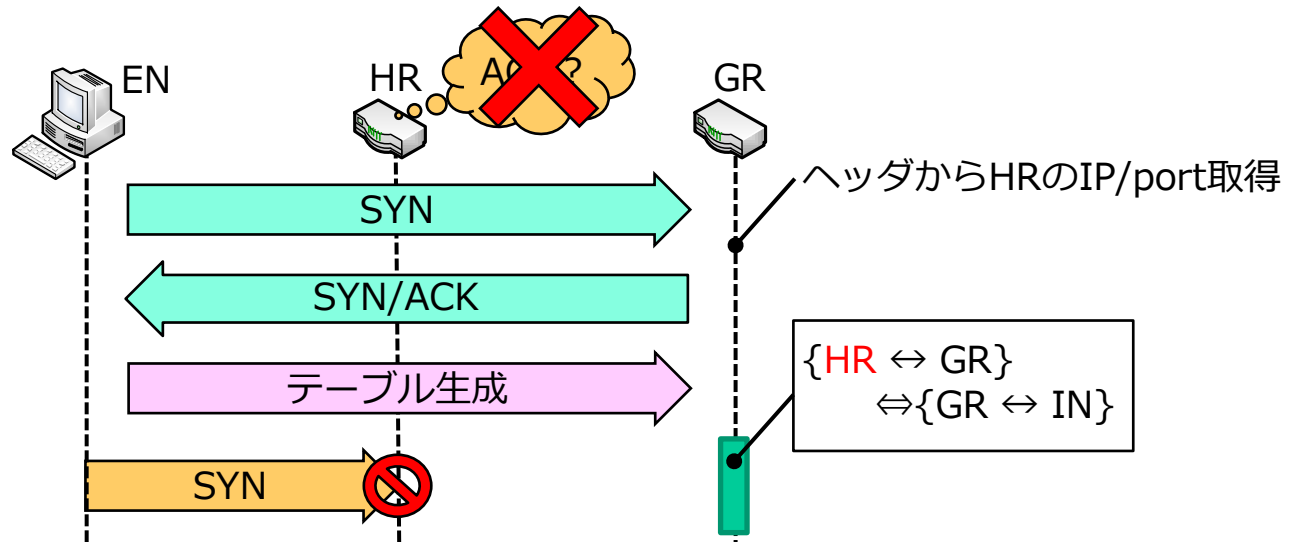 EN
HR
GR
ヘッダからHRのIP/port取得
SYN
SYN/ACK
テーブル生成
{HR ↔ GR}
⇔{GR ↔ IN}
SYN